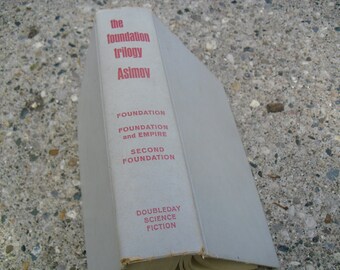 the
foundation
trilogy
Asimov
FOUNDATION
FOUNDATION
and EMPIRE
SECOND
FOUNDATION
DOUBLEDAY
SCIENCE
FICTION